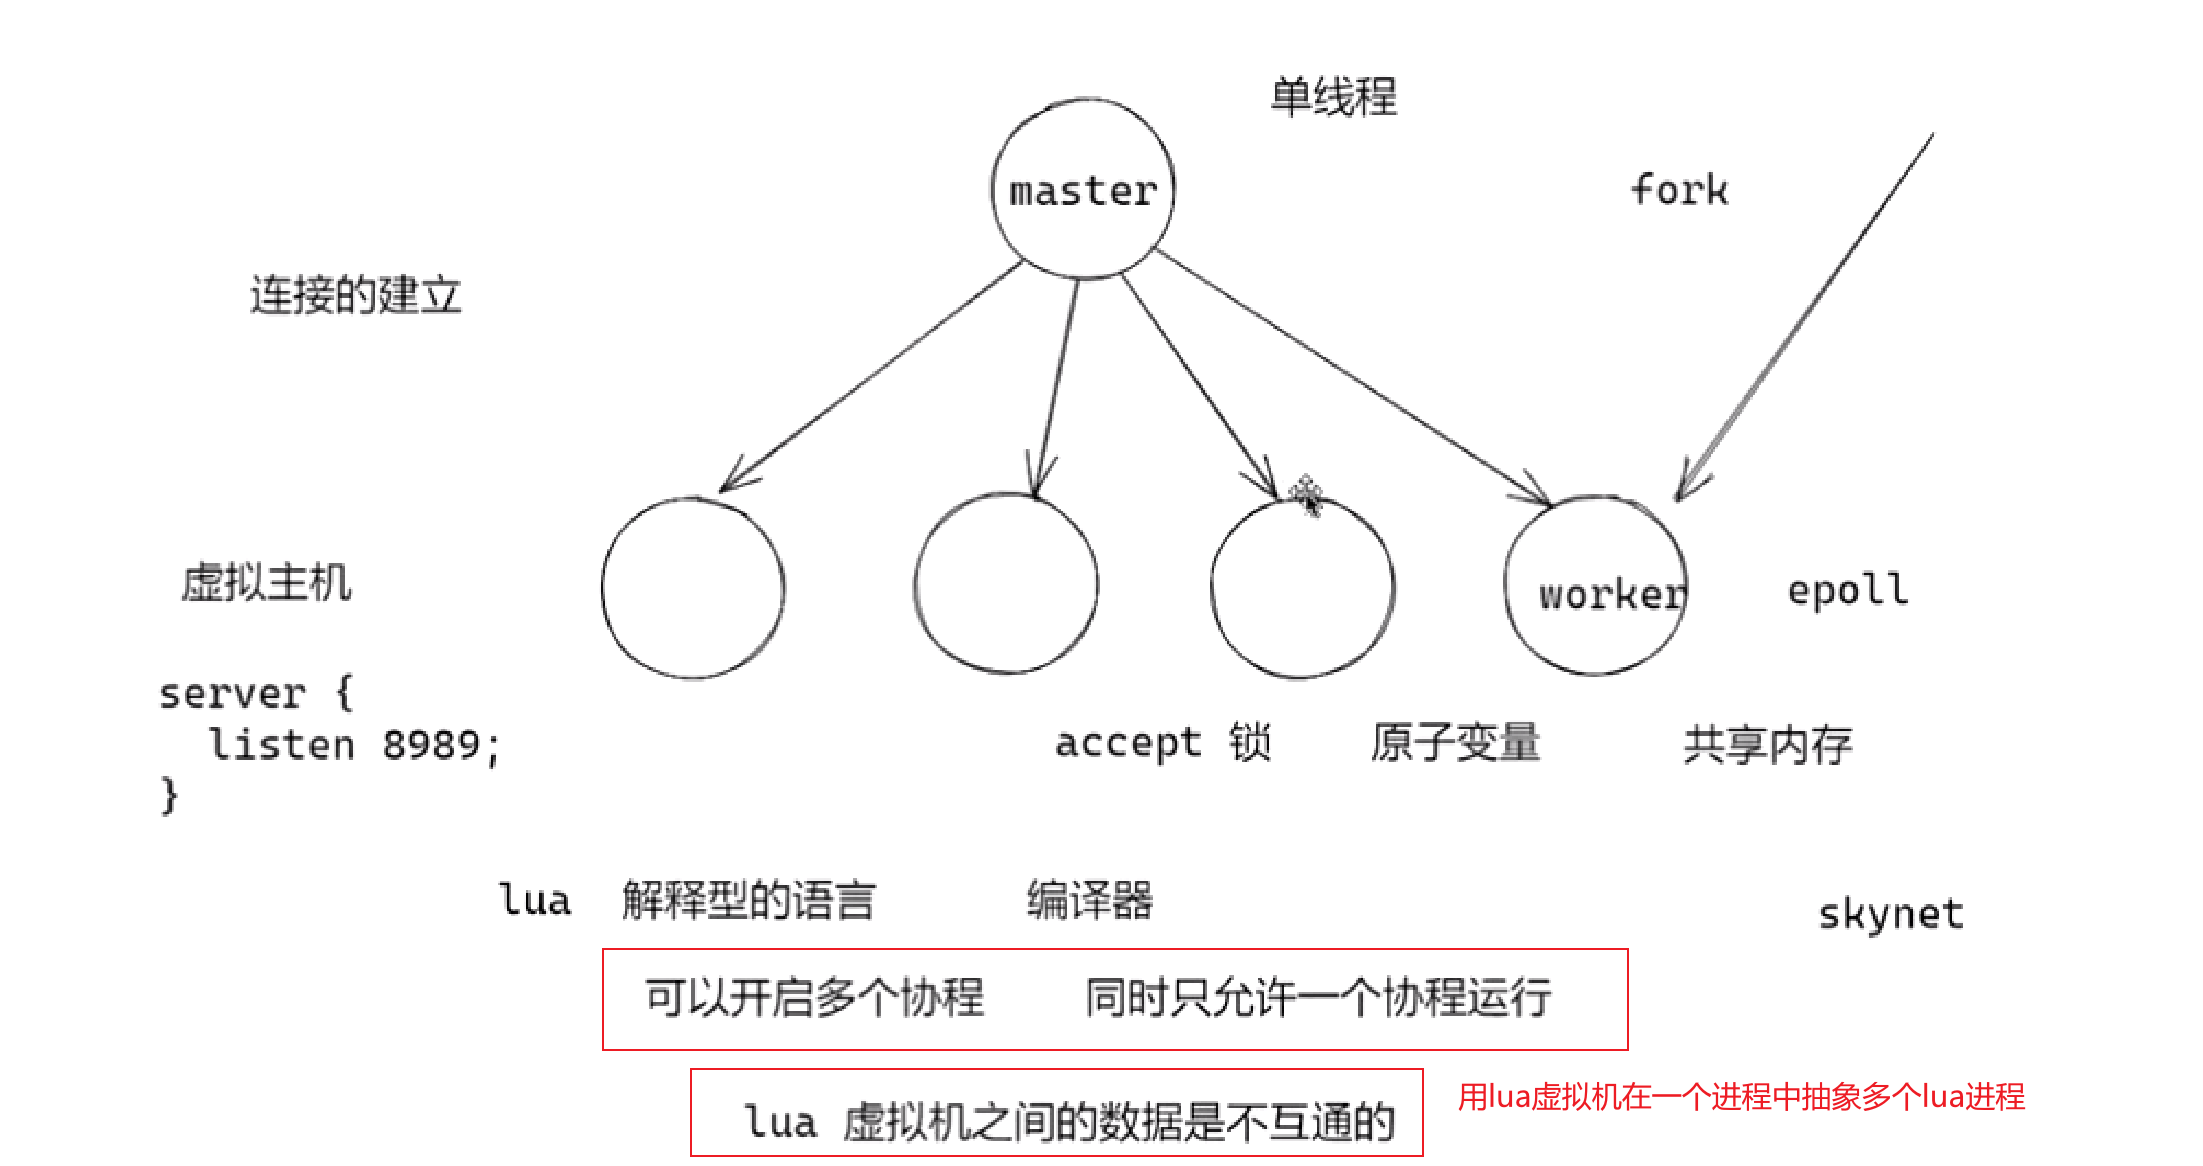 单线程
master
fork
连接的建立
虚拟主机
worker
epoll
server {
listen 8989;
}
accept 锁
原子变量
共享内存
lua 解释型的语言
编译器
skynet
可以开启多个协程
同时只允许一个协程运行
用lua虚拟机在一个进程中抽象多个lua进程
lua 虚拟机之间的数据是不互通的